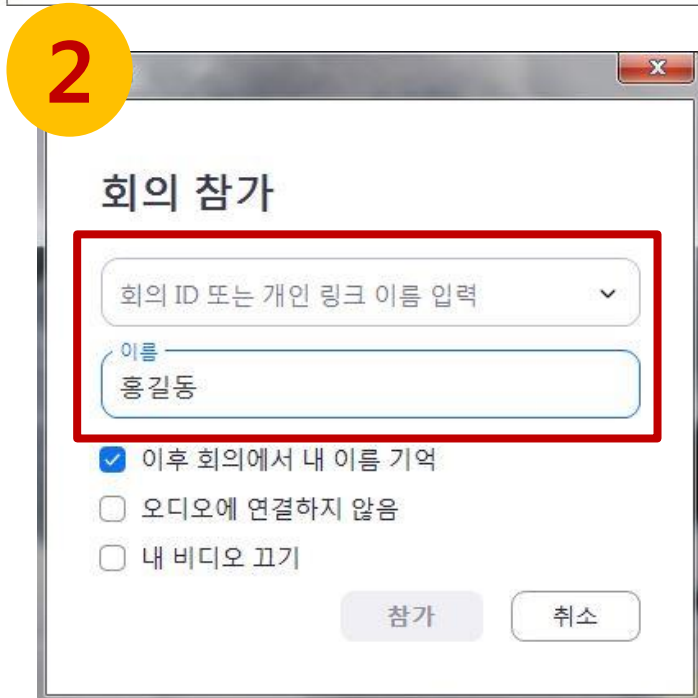 2
회의 참가
회의 ID 또는 개인 링크 이름 입력
이름
홍길동
이후 회의에서 내 이름 기억
오디오에 연결하지 않음
내 비디오 끄기
참가
취소